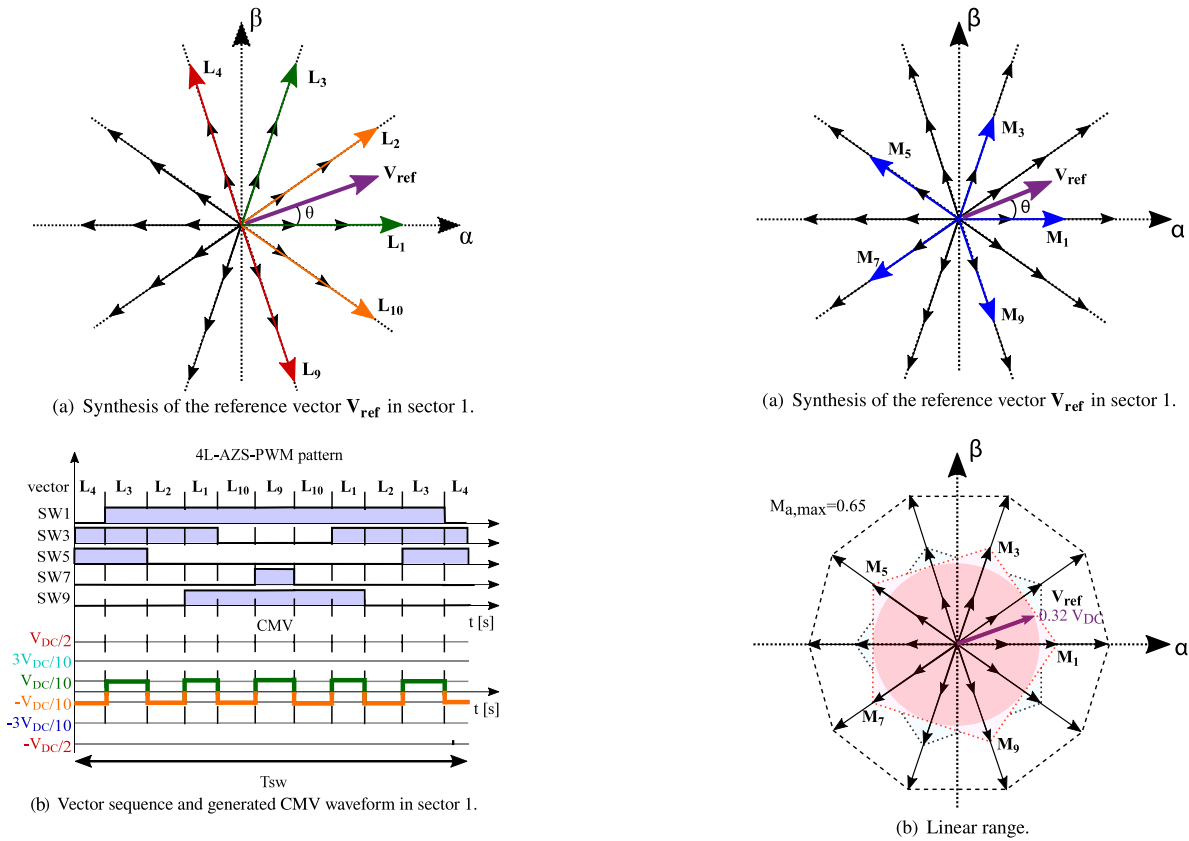 β
L4
L3
L2
Vref
θ
α
L1
L10
L9
(a) Synthesis of the reference vector Vref in sector 1.
4L-AZS-PWM pattern
vector L4 L3 L2 L1 L10 L9 L10 L1 L2 L3 L4
SW1
SW3
SW5
SW7
SW9
CMV
t [s]
VDC/2
3VDC/10
VDC/10
-VDC/10
t [s]
-3VDC/10
-VDC/2
Tsw
(b) Vector sequence and generated CMV waveform in sector 1.
β
M3
M5
Vref
θ
α
M1
M7
M9
(a) Synthesis of the reference vector Vref in sector 1.
β
Ma,max=0.65
M3
M5
Vref
0.32 VDC
α
M1
M7
M9
(b) Linear range.